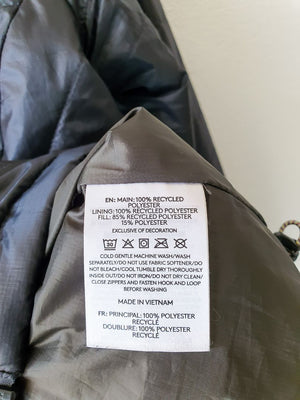 EN: MAIN: 100% RECYCLED
POLYESTER
LINING: 100% RECYCLED POLYESTER
FILL: 85% RECYCLED POLYESTER
15% POLYESTER
EXCLUSIVE OF DECORATION
COLD GENTLE MACHINE WASH/WASH
SEPARATELY/DO NOT USE FABRIC SOFTENER/DO
NOT BLEACH/COOL TUMBLE DRY THOROUGHLY
INSIDE OUT/DO NOT IRON/DO NOT DRY CLEAN/
CLOSE ZIPPERS AND FASTEN HOOK AND LOOP
BEFORE WASHING
MADE IN VIETNAM
FR: PRINCIPAL: 100% POLYESTER
RECYCLÉ
DOUBLURE: 100% POLYESTER
RECYCLÉ